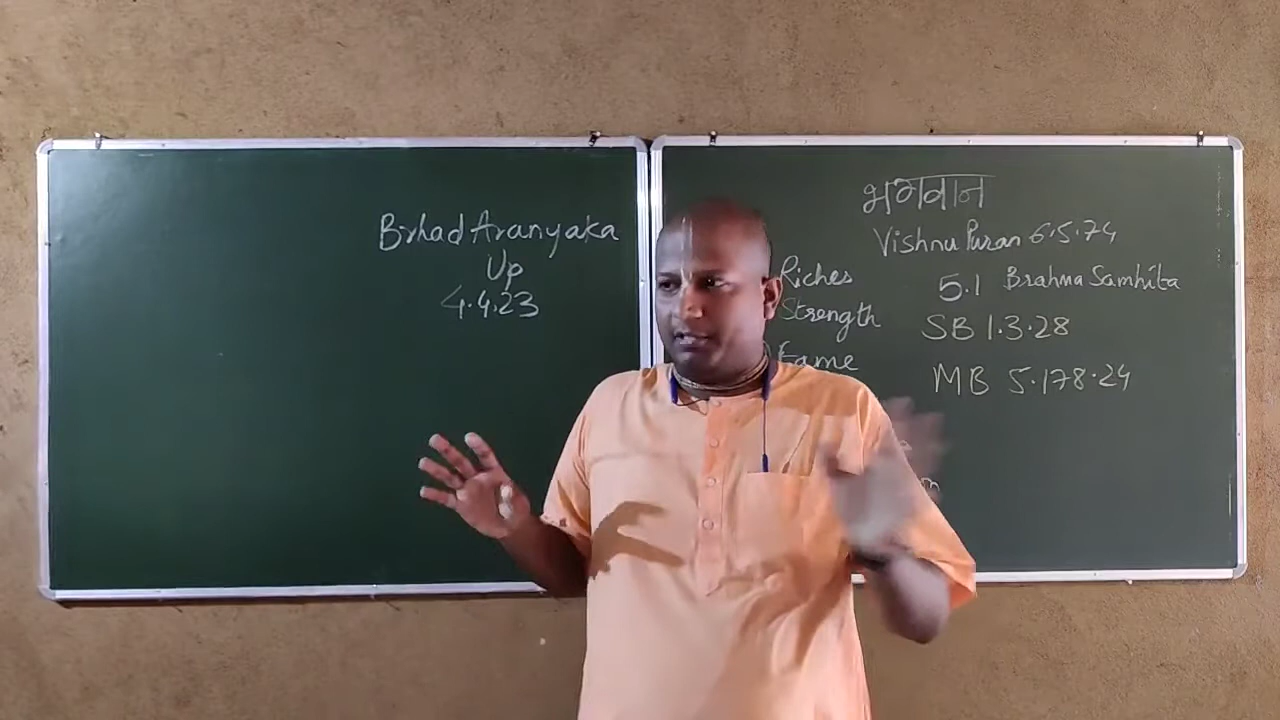 Brhad Aranyaka
Up
4.4.23
भगवान
Vishnu Puran 6.5.74
Riches
5.1 Brahma Samhita
Strength
SB 1.3.28
Fame
MB 5.178.24